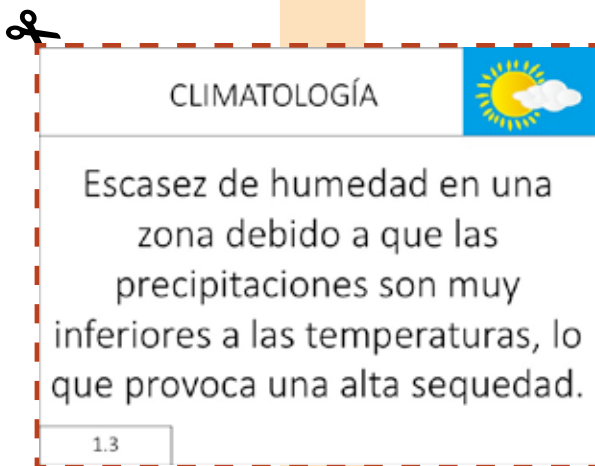 CLIMATOLOGÍA
Escasez de humedad en una
zona debido a que las
precipitaciones son muy
inferiores a las temperaturas, lo
que provoca una alta sequedad.
1.3